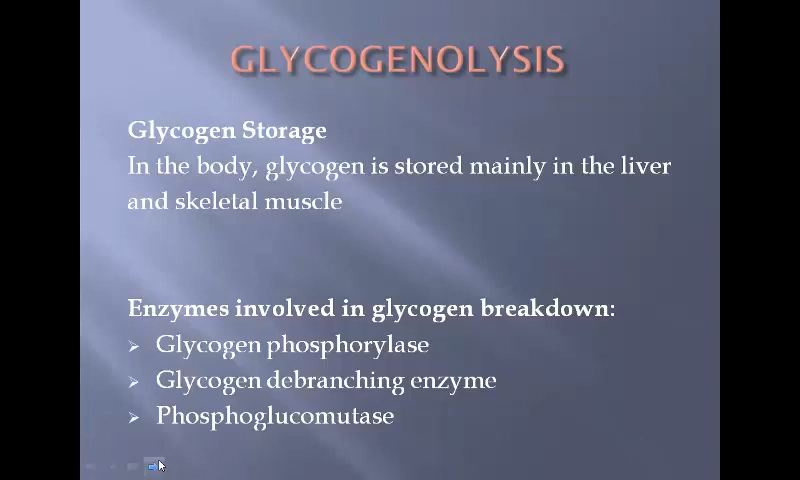 GLYCOGENOLYSIS
Glycogen Storage
In the body, glycogen is stored mainly in the liver
and skeletal muscle
Enzymes involved in glycogen breakdown:
Glycogen phosphorylase
Glycogen debranching enzyme
Phosphoglucomutase